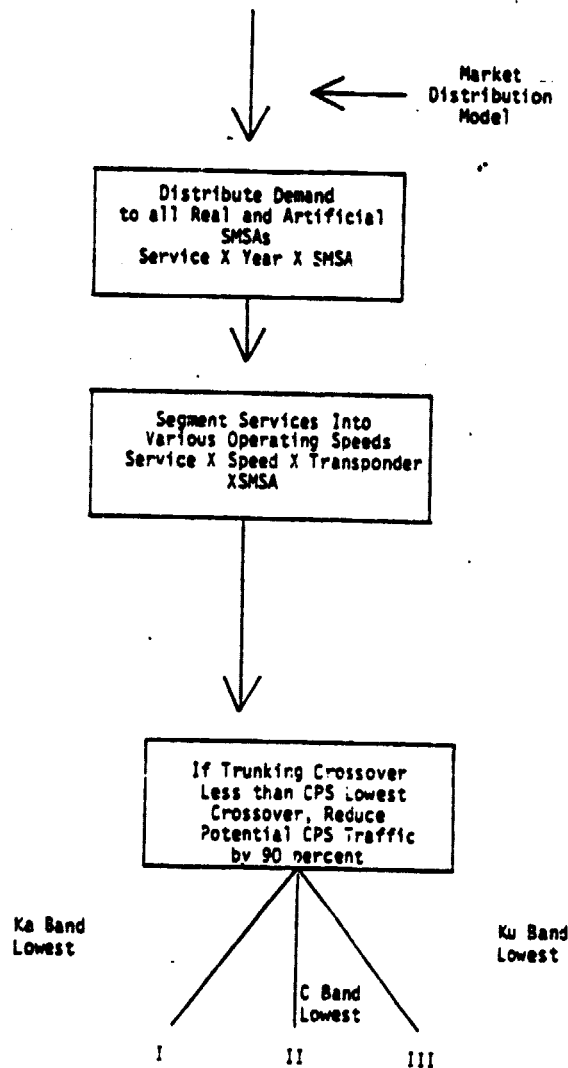 Market
Distribution
Model
Distribute Demand
to all Real and Artificial
SMSAs
Service X Year X SMSA
Segment Services Into
Various Operating Speeds
Service X Speed X Transponder
XSMSA
If Trunking Crossover
Less than CPS Lowest
Crossover, Reduce
Potential CPS Traffic
by 90 percent
Ka Band
Lowest
C Band
Lowest
Ku Band
Lowest
I II III